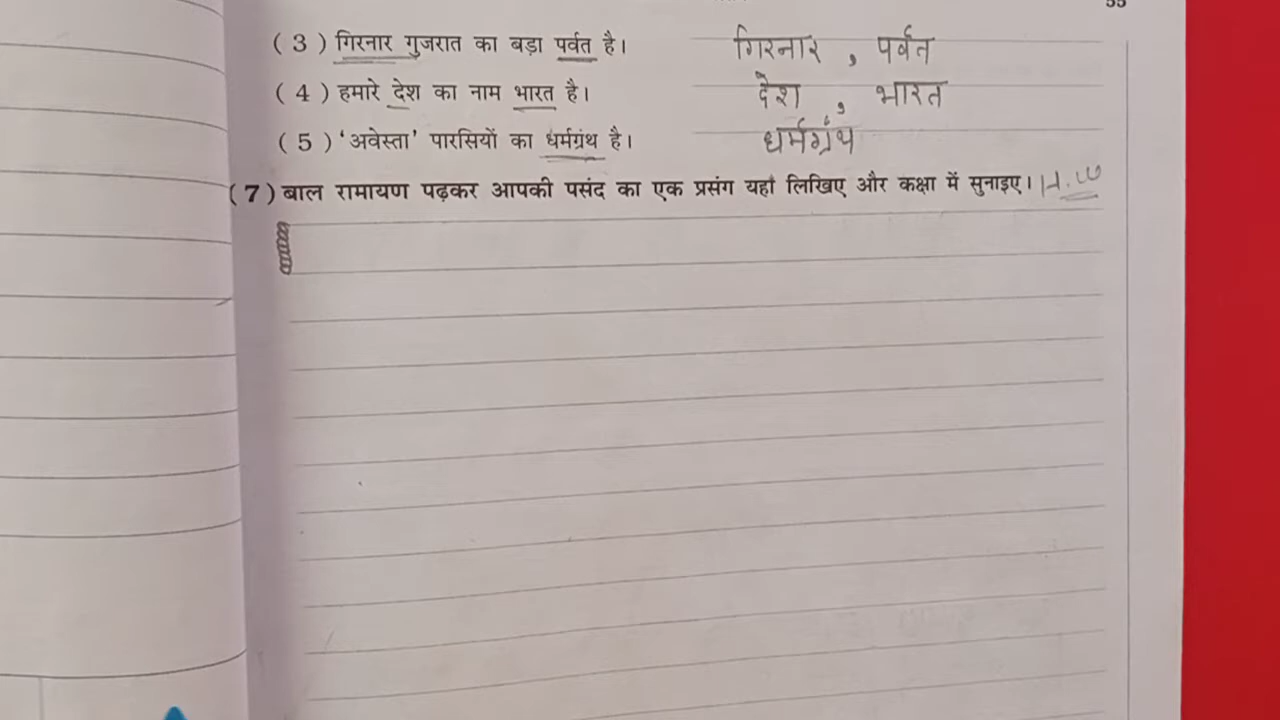 55
( 3 ) गिरनार गुजरात का बड़ा पर्वत है। गिरनार , पर्वत
( 4 ) हमारे देश का नाम भारत है। देश , भारत
( 5 ) 'अवेस्ता' पारसियों का धर्मग्रंथ है। धर्मग्रंथ
( 7 ) बाल रामायण पढ़कर आपकी पसंद का एक प्रसंग यहाँ लिखिए और कक्षा में सुनाइए। H.W